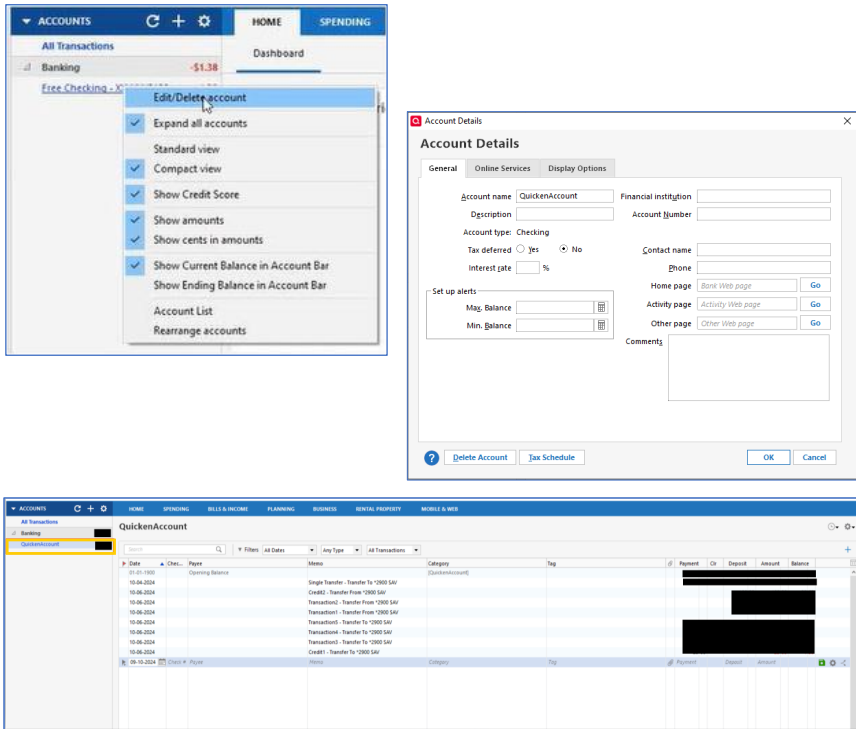 ACCOUNTS
HOME SPENDING
All Transactions
Dashboard
Banking -$1.38
Free Checking - X
Edit/Delete account
Expand all accounts
Standard view
Compact view
Show Credit Score
Show amounts
Show cents in amounts
Show Current Balance in Account Bar
Show Ending Balance in Account Bar
Account List
Rearrange accounts
Account Details
Account Details
General Online Services Display Options
Account name QuickenAccount Financial institution
Description Account Number
Account type: Checking
Tax deferred Yes No Contact name
Interest rate % Phone
Home page Bank Web page Go
Set up alerts
Max. Balance Activity page Activity Web page Go
Min. Balance Other page Other Web page Go
Comments
? Delete Account Tax Schedule OK Cancel
ACCOUNTS HOME SPENDING BILLS & INCOME PLANNING BUSINESS RENTAL PROPERTY MOBILE & WEB
All Transactions
Banking
QuickenAccount
QuickenAccount
Search Filters All Dates Any Type All Transactions
Date Chec... Payee Memo Category Tag Payment Clr Deposit Amount Balance
01-01-1900 Opening Balance [QuickenAccount]
10-04-2024 Single Transfer - Transfer To *2900 SAV
10-06-2024 Credit2 - Transfer From *2900 SAV
10-06-2024 Transaction2 - Transfer From *2900 SAV
10-06-2024 Transaction1 - Transfer From *2900 SAV
10-06-2024 Transaction5 - Transfer To *2900 SAV
10-06-2024 Transaction4 - Transfer To *2900 SAV
10-06-2024 Transaction3 - Transfer To *2900 SAV
10-06-2024 Credit1 - Transfer To *2900 SAV
09-10-2024 Check # Payee Memo Category Tag Payment Deposit Amount